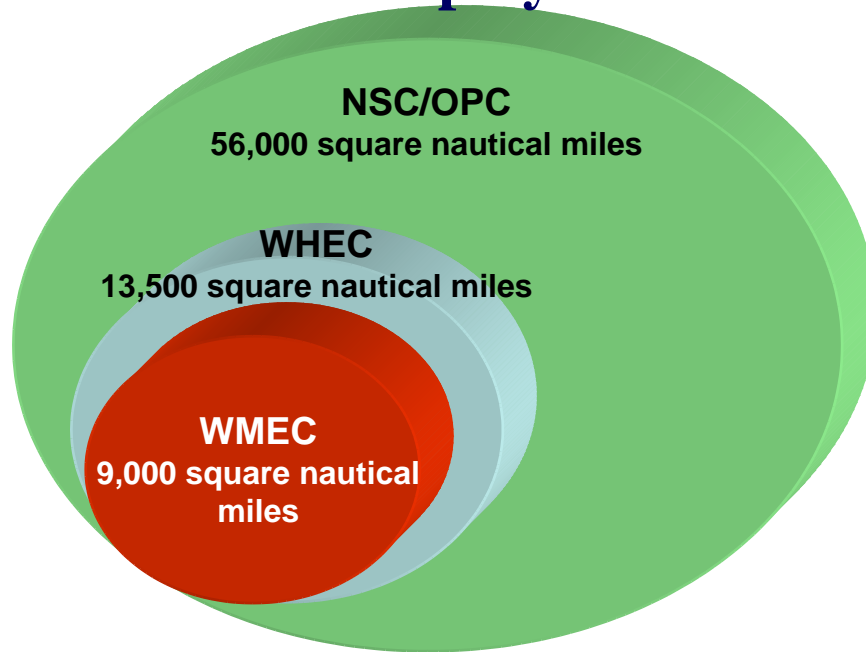 NSC/OPC
56,000 square nautical miles
WHEC
13,500 square nautical miles
WMEC
9,000 square nautical
miles